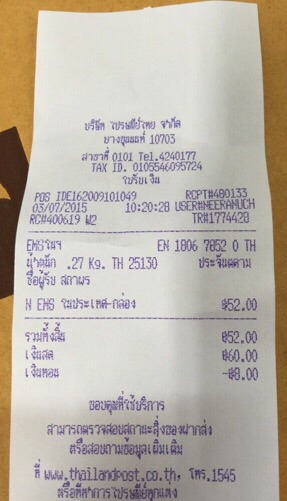 บริษัท ไปรษณีย์ไทย จำกัด
บางขุนนนท์ 10703
สาขาที่ 0101 Tel.4240177
TAX ID. 0105546095724
ใบรับเงิน
POS IDE162009101049 RCPT#480133
03/07/2015 10:20:28 USER#NEERANUCH
RC#400619 W2 TR#1774420
EMSในฯ EN 1806 7852 0 TH
น้ำหนัก .27 Kg. TH 25130 ประจันตคาม
ชื่อผู้รับ สถาพร
N EMS ในประเทศ-กล่อง ฿52.00
รวมทั้งสิ้น ฿52.00
เงินสด ฿60.00
เงินทอน -฿8.00
ขอบคุณที่ใช้บริการ
สามารถตรวจสอบสถานะสิ่งของฝากส่ง
หรือสอบถามข้อมูลเพิ่มเติม
ที่ www.thailandpost.co.th, โทร.1545
หรือที่ทำการไปรษณีย์ทุกแห่ง